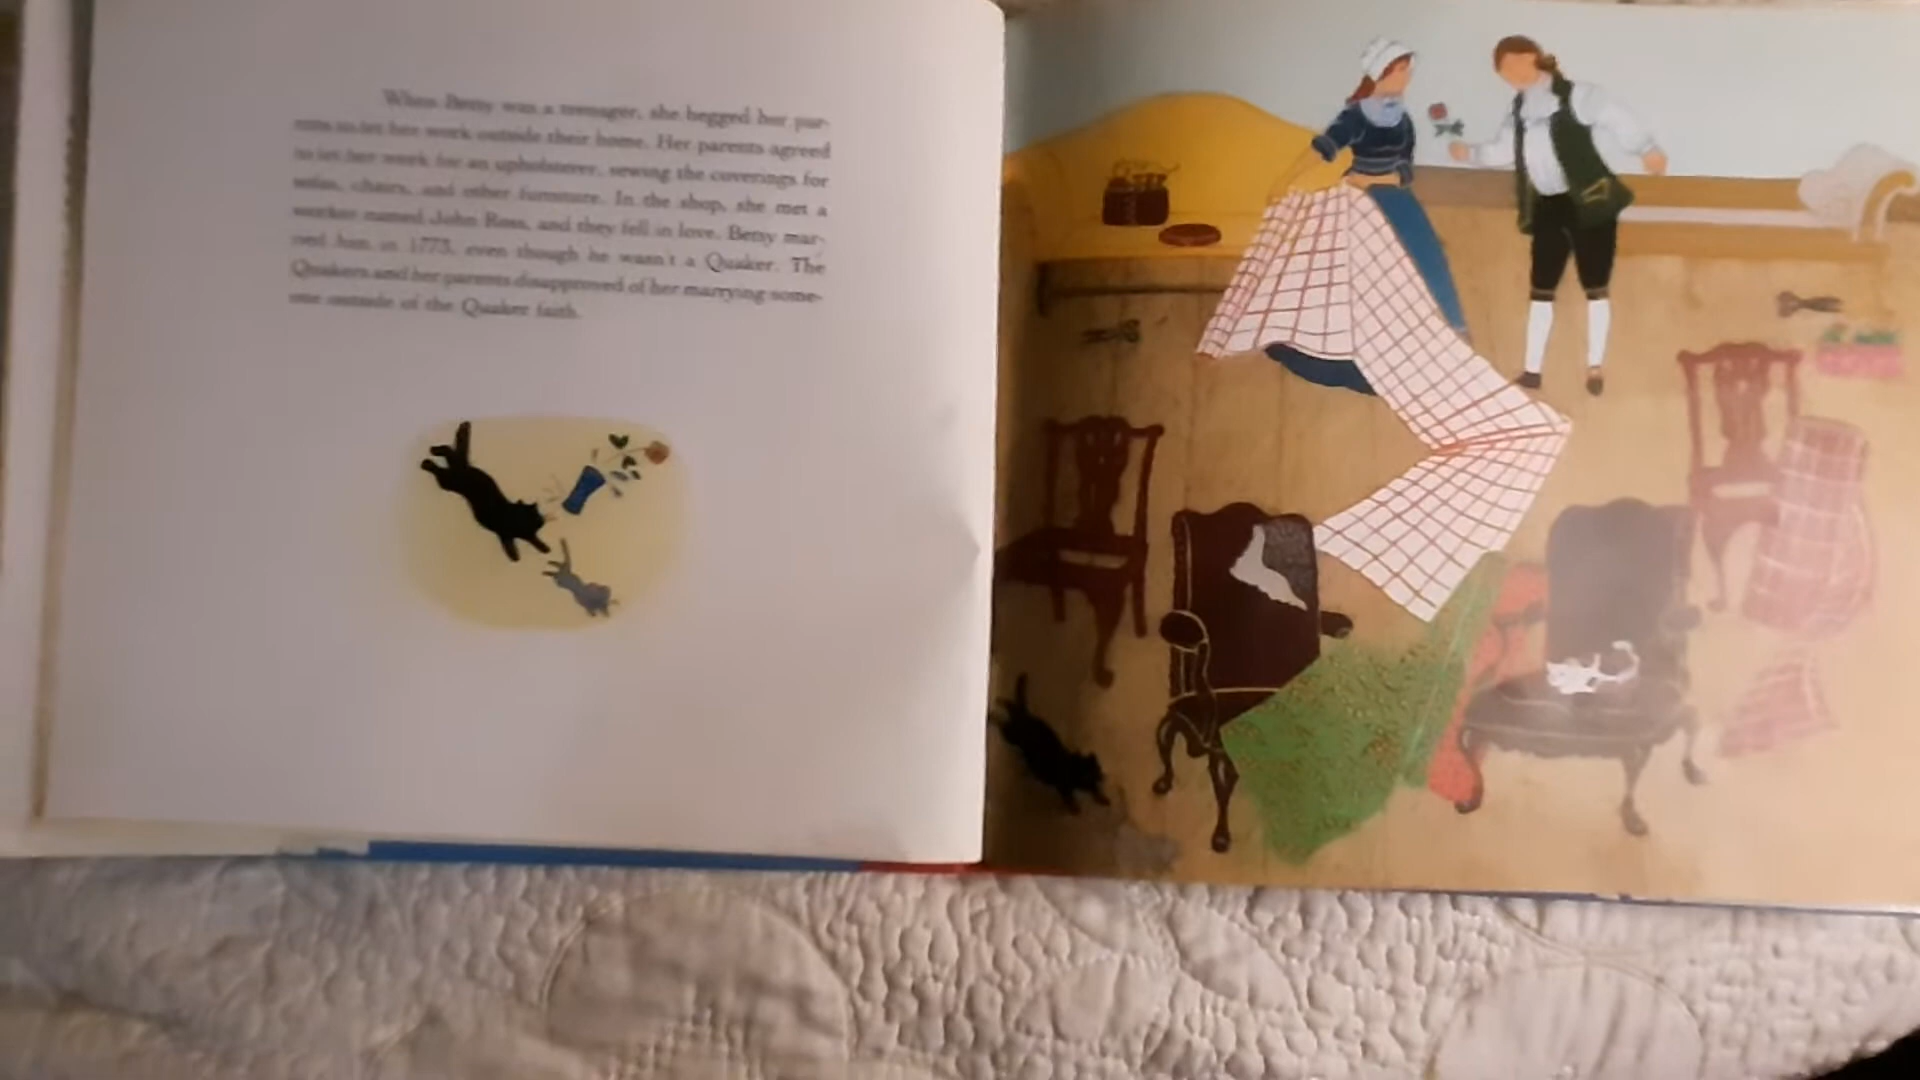 When Betsy was a teenager, she begged her par-
ents to let her work outside their home. Her parents agreed
to let her work for an upholsterer, sewing the coverings for
sofas, chairs, and other furniture. In the shop, she met a
worker named John Ross, and they fell in love. Betsy mar-
ried him in 1773, even though he wasn't a Quaker. The
Quakers and her parents disapproved of her marrying some-
one outside of the Quaker faith.